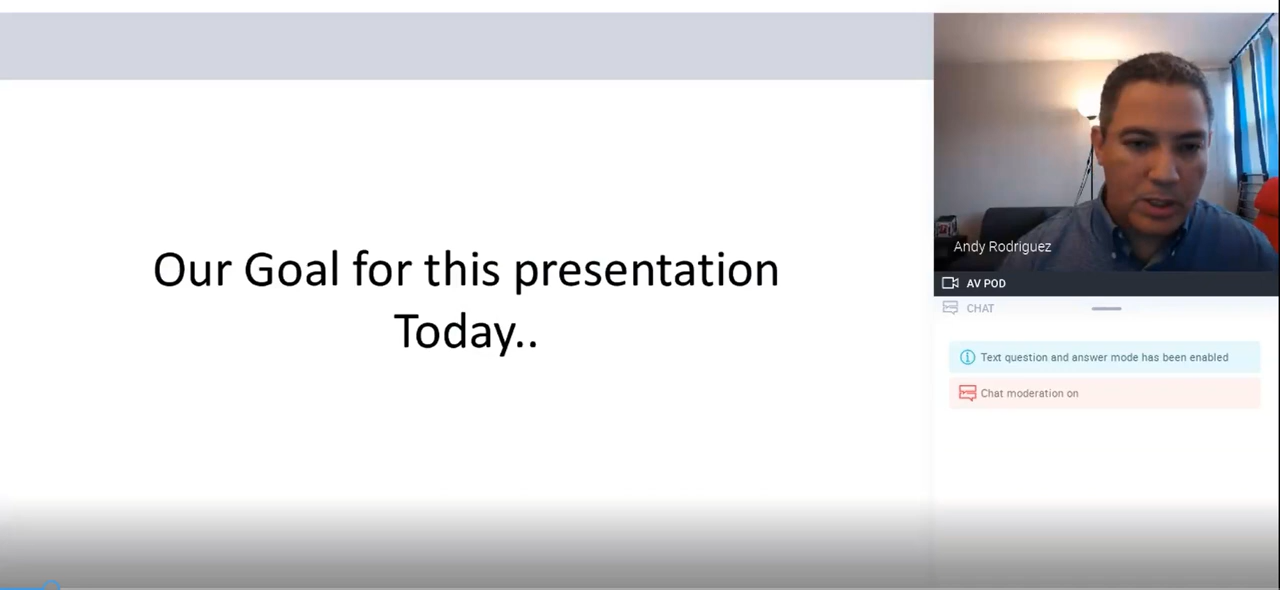 Our Goal for this presentation
Today..
Andy Rodriguez
AV POD
CHAT
Text question and answer mode has been enabled
Chat moderation on